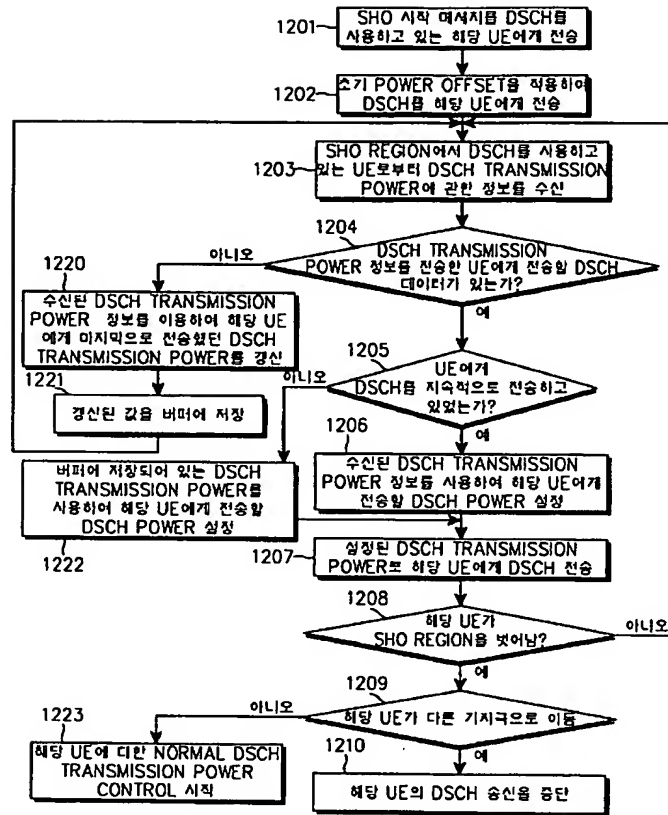 1201
SHO 시작 메세지를 DSCH를
사용하고 있는 해당 UE에게 전송
1202
초기 POWER OFFSET을 적용하여
DSCH를 해당 UE에게 전송
1203
SHO REGION에서 DSCH를 사용하고
있는 UE로부터 DSCH TRANSMISSION
POWER에 관한 정보를 수신
1204
DSCH TRANSMISSION
POWER 정보를 전송한 UE에게 전송할 DSCH
데이터가 있는가?
아니오
예
1220
수신된 DSCH TRANSMISSION
POWER 정보를 이용하여 해당 UE
에게 마지막으로 전송했던 DSCH
TRANSMISSION POWER를 갱신
1221
갱신된 값을 버퍼에 저장
1205
UE에게
DSCH를 지속적으로 전송하고
있었는가?
아니오
예
1206
수신된 DSCH TRANSMISSION
POWER 정보를 사용하여 해당 UE에게
전송할 DSCH POWER 설정
버퍼에 저장되어 있는 DSCH
TRANSMISSION POWER를
사용하여 해당 UE에게 전송할
DSCH POWER 설정
1222
1207
설정된 DSCH TRANSMISSION
POWER로 해당 UE에게 DSCH 전송
1208
해당 UE가
SHO REGION을 벗어남?
아니오
예
1209
해당 UE가 다른 기지국으로 이동
아니오
예
1223
해당 UE에 대한 NORMAL DSCH
TRANSMISSION POWER
CONTROL 시작
1210
해당 UE의 DSCH 송신을 중단